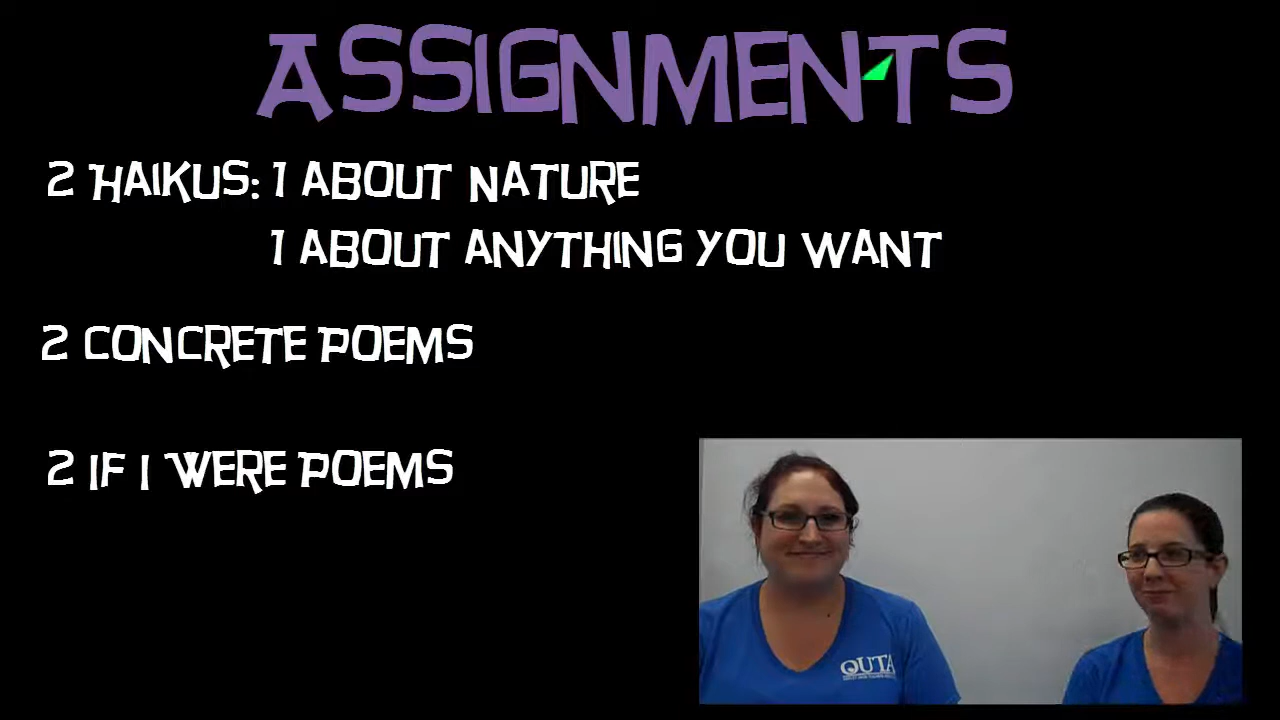 ASSIGNMENTS
2 HAIKUS: 1 ABOUT NATURE
1 ABOUT ANYTHING YOU WANT
2 CONCRETE POEMS
2 IF I WERE POEMS
QUTA